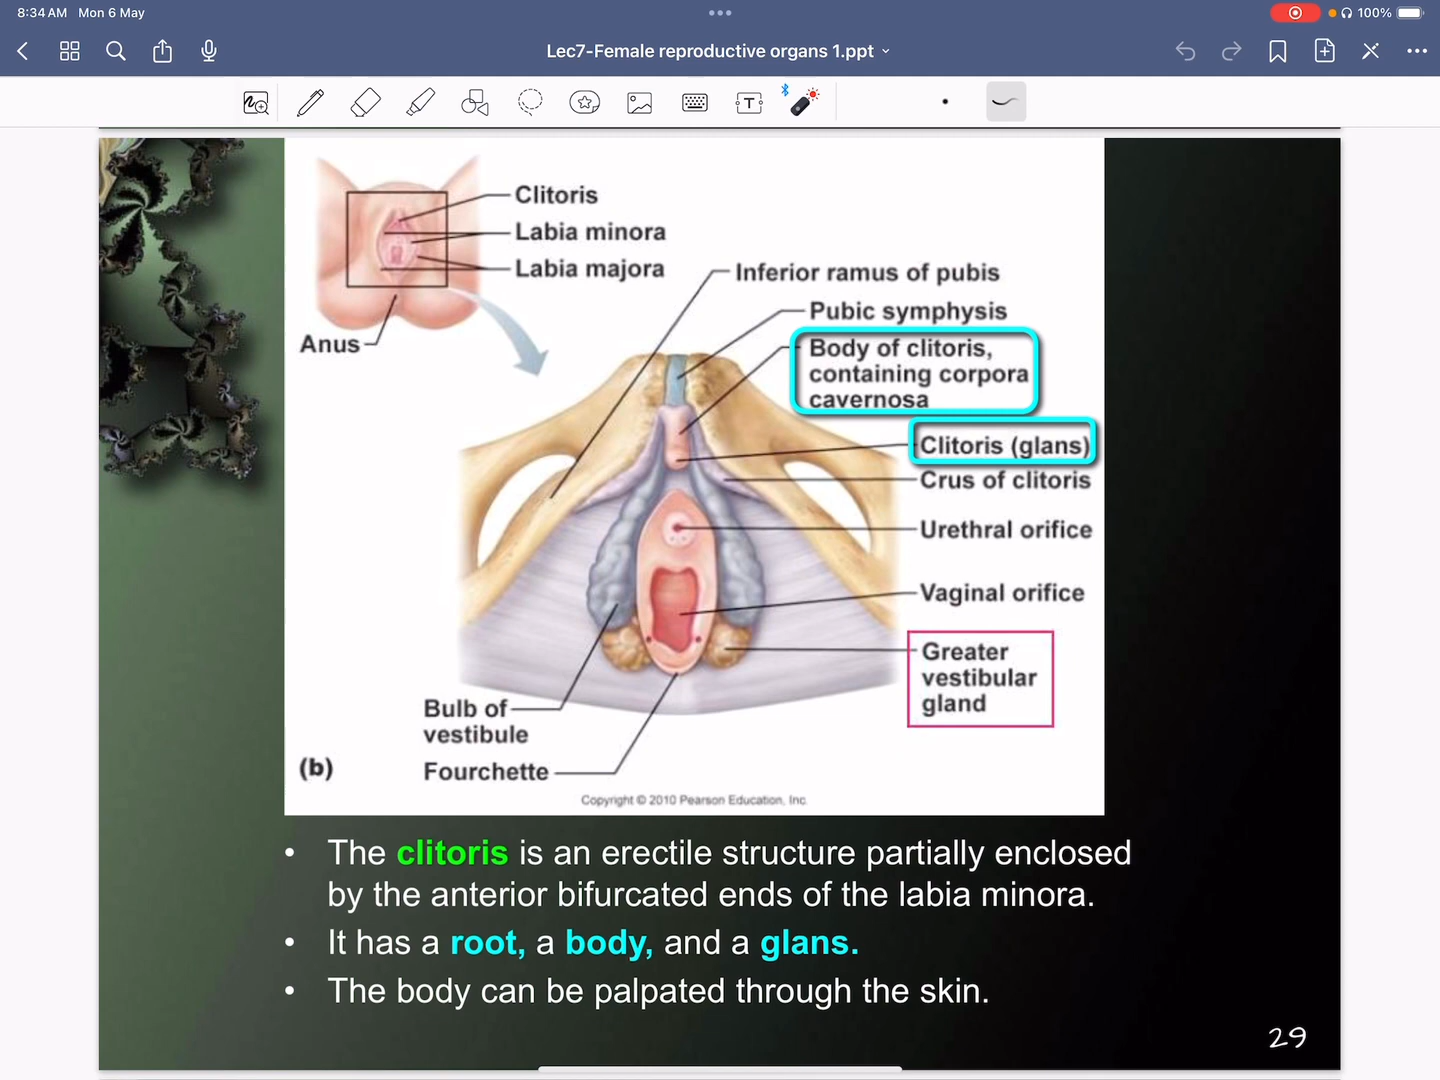 8:34 AM Mon 6 May
100%
Lec7-Female reproductive organs 1.ppt
T
Clitoris
Labia minora
Labia majora
Anus
Inferior ramus of pubis
Pubic symphysis
Body of clitoris,
containing corpora
cavernosa
Clitoris (glans)
Crus of clitoris
Urethral orifice
Vaginal orifice
Greater
vestibular
gland
Bulb of
vestibule
Fourchette
(b)
Copyright © 2010 Pearson Education, Inc.
• The clitoris is an erectile structure partially enclosed
by the anterior bifurcated ends of the labia minora.
• It has a root, a body, and a glans.
• The body can be palpated through the skin.
29